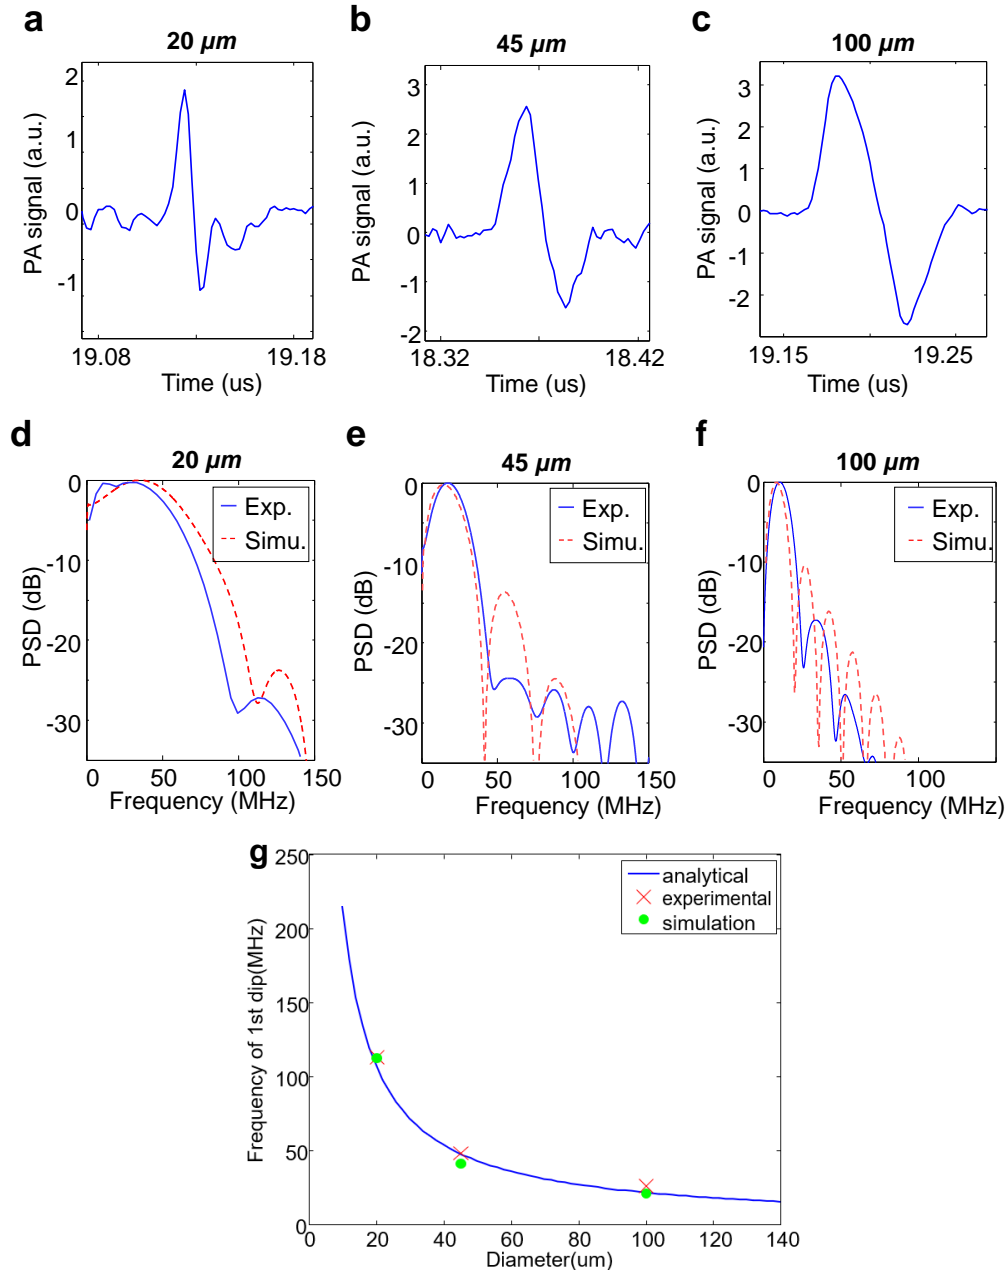 a
20 µm
2
1
0
-1
PA signal (a.u.)
19.08
19.18
Time (us)
b
45 µm
3
2
1
0
-1
-2
PA signal (a.u.)
18.32
18.42
Time (us)
c
100 µm
3
2
1
0
-1
-2
PA signal (a.u.)
19.15
19.25
Time (us)
d
20 µm
0
-10
-20
-30
PSD (dB)
Exp.
Simu.
0
50
100
150
Frequency (MHz)
e
45 µm
0
-10
-20
-30
PSD (dB)
Exp.
Simu.
0
50
100
150
Frequency (MHz)
f
100 µm
0
-10
-20
-30
PSD (dB)
Exp.
Simu.
0
50
100
150
Frequency (MHz)
g
250
200
150
100
50
0
Frequency of 1st dip(MHz)
analytical
experimental
simulation
0
20
40
60
80
100
120
140
Diameter(um)